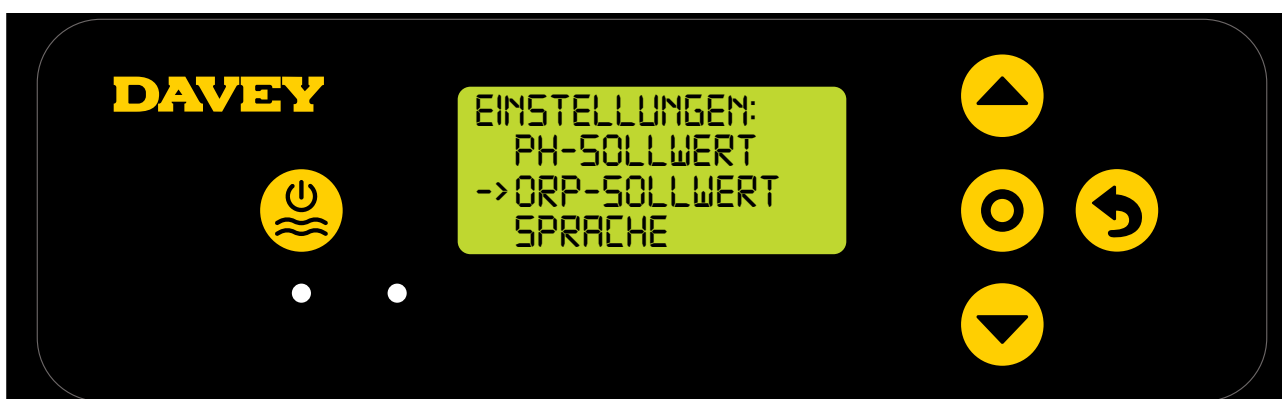 DAVEY
EINSTELLUNGEN:
PH-SOLLWERT
->ORP-SOLLWERT
SPRACHE